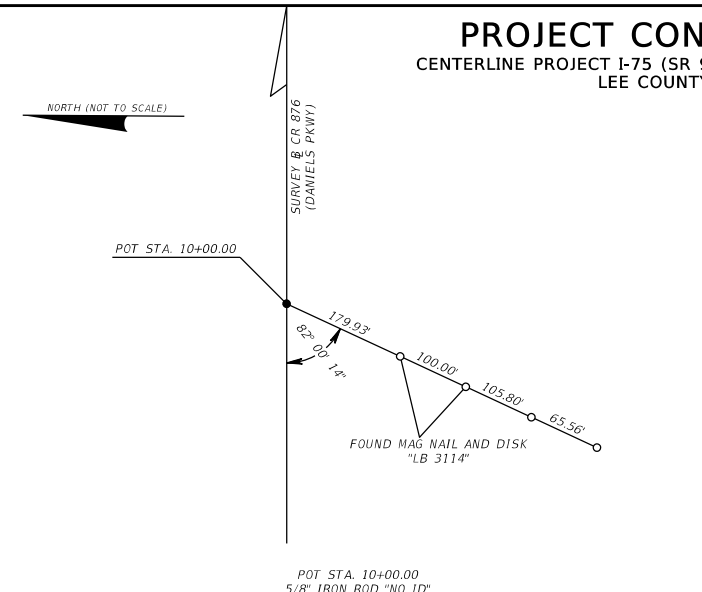 PROJECT CON
CENTERLINE PROJECT I-75 (SR 9
LEE COUNTY
NORTH (NOT TO SCALE)
SURVEY ℄ CR 876
(DANIELS PKWY)
POT STA. 10+00.00
179.93'
82° 00' 14"
100.00'
105.80'
65.56'
FOUND MAG NAIL AND DISK
"LB 3114"
POT STA. 10+00.00
5/8" IRON ROD "NO ID"